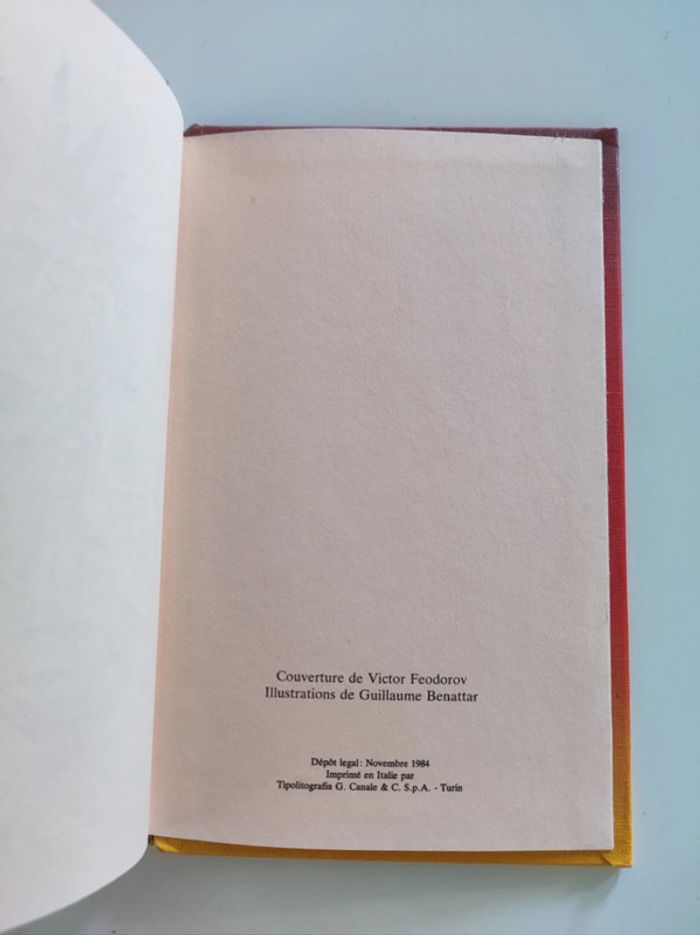 Couverture de Victor Feodorov
Illustrations de Guillaume Benattar
Dépôt legal: Novembre 1984
Imprimé en Italie par
Tipolitografia G. Canale & C. S.p.A. - Turin